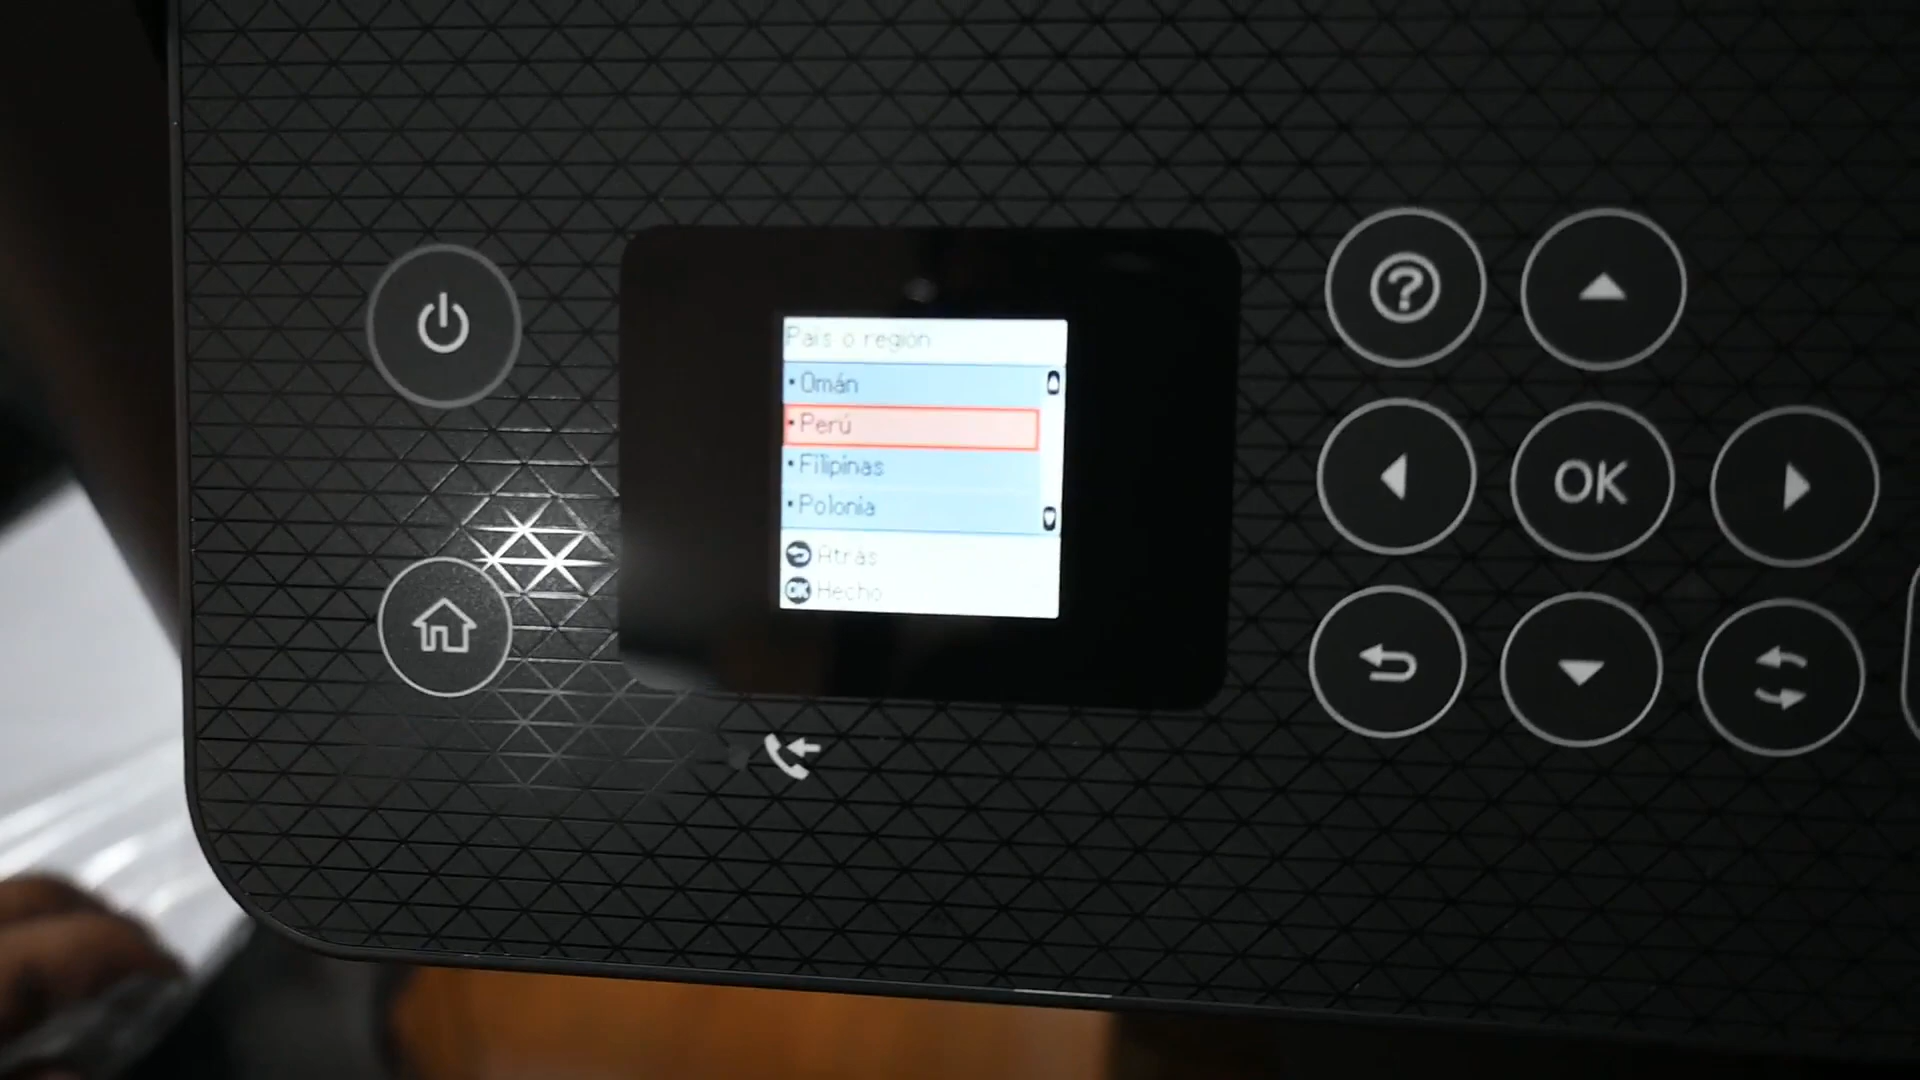 País o región
• Omán
• Perú
• Filipinas
• Polonia
Atrás
OK Hecho
OK